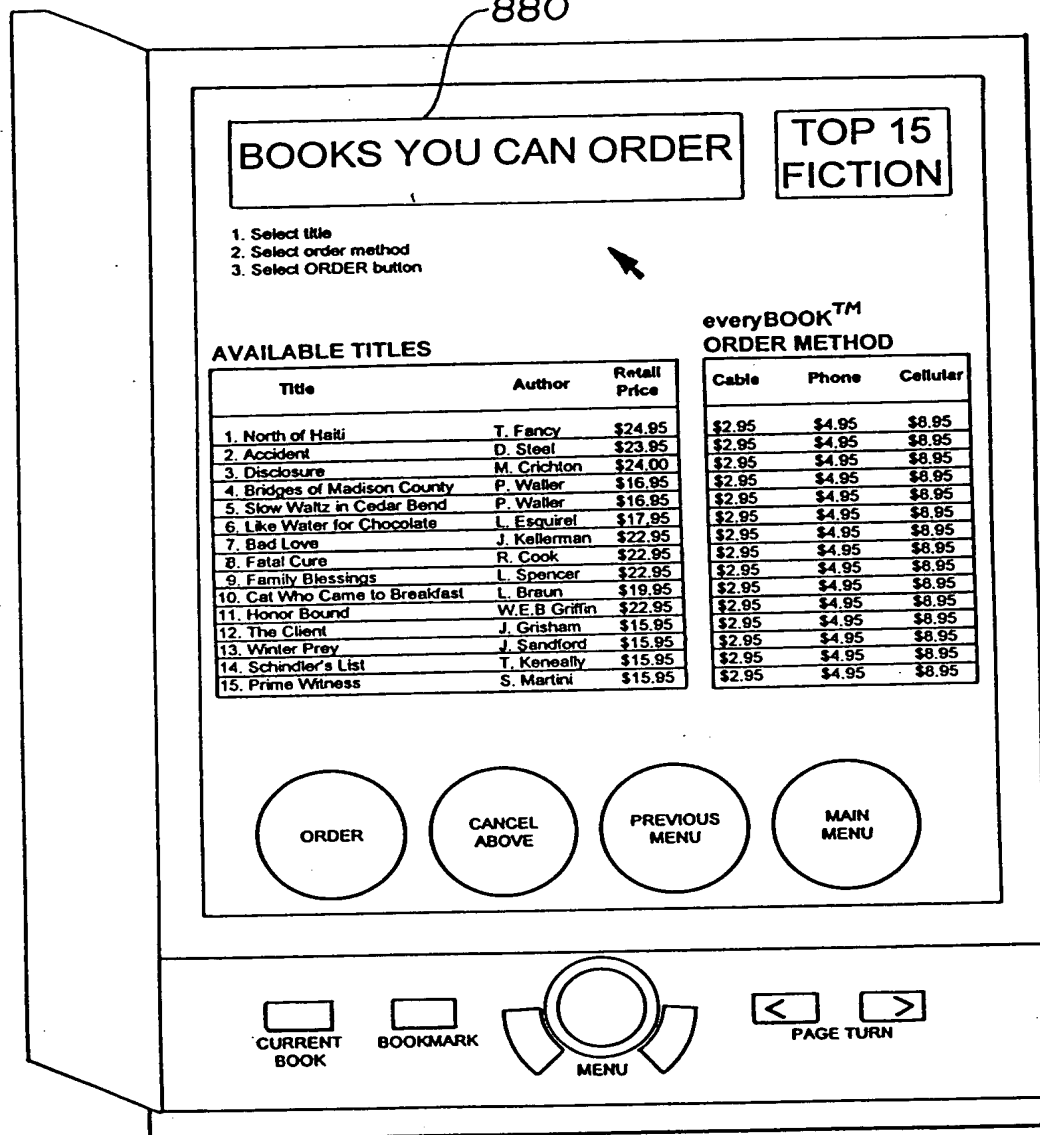 880
BOOKS YOU CAN ORDER
TOP 15
FICTION
1. Select title
2. Select order method
3. Select ORDER button
everyBOOK™
ORDER METHOD
AVAILABLE TITLES
Title Author Retail Price
Cable Phone Cellular
1. North of Haiti T. Fancy $24.95 $2.95 $4.95 $8.95
2. Accident D. Steel $23.95 $2.95 $4.95 $8.95
3. Disclosure M. Crichton $24.00 $2.95 $4.95 $8.95
4. Bridges of Madison County P. Waller $16.95 $2.95 $4.95 $8.95
5. Slow Waltz in Cedar Bend P. Waller $16.95 $2.95 $4.95 $8.95
6. Like Water for Chocolate L. Esquirel $17.95 $2.95 $4.95 $8.95
7. Bad Love J. Kellerman $22.95 $2.95 $4.95 $8.95
8. Fatal Cure R. Cook $22.95 $2.95 $4.95 $8.95
9. Family Blessings L. Spencer $22.95 $2.95 $4.95 $8.95
10. Cat Who Came to Breakfast L. Braun $19.95 $2.95 $4.95 $8.95
11. Honor Bound W.E.B Griffin $22.95 $2.95 $4.95 $8.95
12. The Client J. Grisham $15.95 $2.95 $4.95 $8.95
13. Winter Prey J. Sandford $15.95 $2.95 $4.95 $8.95
14. Schindler's List T. Keneally $15.95 $2.95 $4.95 $8.95
15. Prime Witness S. Martini $15.95 $2.95 $4.95 $8.95
ORDER
CANCEL
ABOVE
PREVIOUS
MENU
MAIN
MENU
CURRENT
BOOK
BOOKMARK
MENU
< >
PAGE TURN